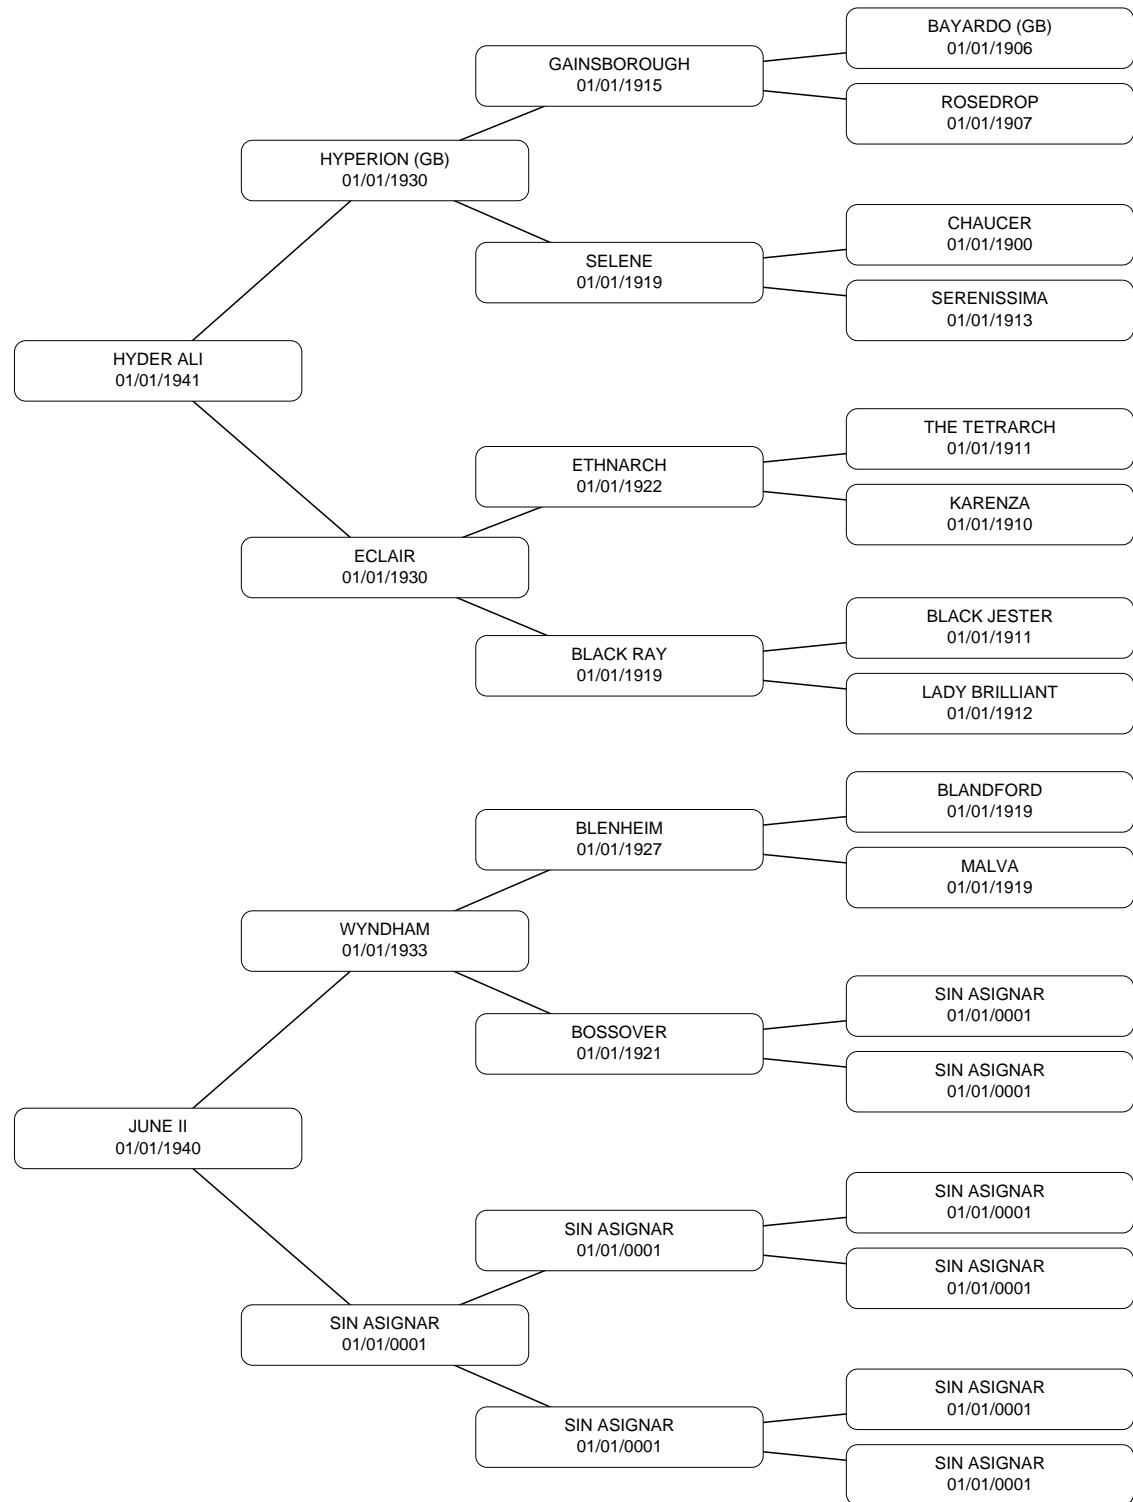 BAYARDO (GB)
01/01/1906
GAINSBOROUGH
01/01/1915
ROSEDROP
01/01/1907
HYPERION (GB)
01/01/1930
CHAUCER
01/01/1900
SELENE
01/01/1919
SERENISSIMA
01/01/1913
HYDER ALI
01/01/1941
THE TETRARCH
01/01/1911
ETHNARCH
01/01/1922
KARENZA
01/01/1910
ECLAIR
01/01/1930
BLACK JESTER
01/01/1911
BLACK RAY
01/01/1919
LADY BRILLIANT
01/01/1912
BLANDFORD
01/01/1919
BLENHEIM
01/01/1927
MALVA
01/01/1919
WYNDHAM
01/01/1933
SIN ASIGNAR
01/01/0001
BOSSOVER
01/01/1921
SIN ASIGNAR
01/01/0001
JUNE II
01/01/1940
SIN ASIGNAR
01/01/0001
SIN ASIGNAR
01/01/0001
SIN ASIGNAR
01/01/0001
SIN ASIGNAR
01/01/0001
SIN ASIGNAR
01/01/0001
SIN ASIGNAR
01/01/0001
SIN ASIGNAR
01/01/0001